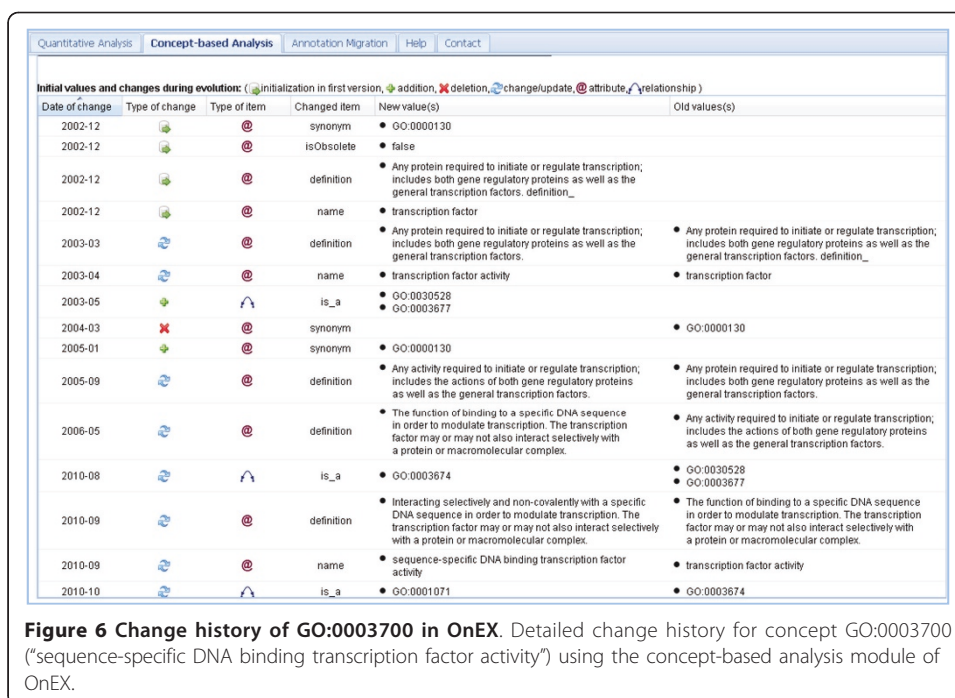 Quantitative Analysis Concept-based Analysis Annotation Migration Help Contact
Initial values and changes during evolution: ( initialization in first version, addition, deletion, change/update, @ attribute, relationship )
Date of change Type of change Type of item Changed item New value(s) Old values(s)
2002-12 @ synonym • GO:0000130
2002-12 @ isObsolete • false
• Any protein required to initiate or regulate transcription;
2002-12 @ definition includes both gene regulatory proteins as well as the
general transcription factors. definition_
2002-12 @ name • transcription factor
• Any protein required to initiate or regulate transcription; • Any protein required to initiate or regulate transcription;
2003-03 @ definition includes both gene regulatory proteins as well as the includes both gene regulatory proteins as well as the
general transcription factors. general transcription factors. definition_
2003-04 @ name • transcription factor activity • transcription factor
• GO:0030528
2003-05 is_a
• GO:0003677
2004-03 @ synonym • GO:0000130
2005-01 @ synonym • GO:0000130
• Any activity required to initiate or regulate transcription; • Any protein required to initiate or regulate transcription;
2005-09 @ definition includes the actions of both gene regulatory proteins includes both gene regulatory proteins as well as the
as well as the general transcription factors. general transcription factors.
• The function of binding to a specific DNA sequence
in order to modulate transcription. The transcription • Any activity required to initiate or regulate transcription;
2006-05 @ definition factor may or may not also interact selectively with includes the actions of both gene regulatory proteins
a protein or macromolecular complex. as well as the general transcription factors.
• GO:0030528
2010-08 is_a • GO:0003674
• GO:0003677
• Interacting selectively and non-covalently with a specific • The function of binding to a specific DNA sequence
2010-09 @ definition DNA sequence in order to modulate transcription. The in order to modulate transcription. The transcription
transcription factor may or may not also interact selectively factor may or may not also interact selectively with
with a protein or macromolecular complex. a protein or macromolecular complex.
2010-09 @ name • sequence-specific DNA binding transcription factor • transcription factor activity
activity
2010-10 is_a • GO:0001071 • GO:0003674
Figure 6 Change history of GO:0003700 in OnEX. Detailed change history for concept GO:0003700
("sequence-specific DNA binding transcription factor activity") using the concept-based analysis module of
OnEX.